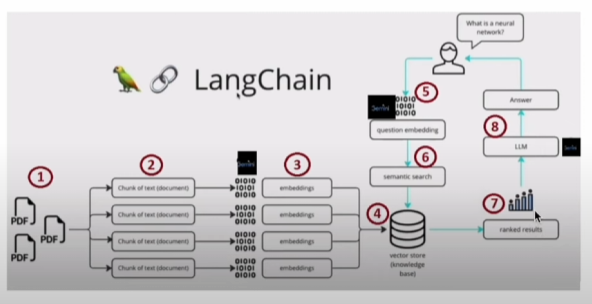 What is a neural
network?
LangChain
5
01010
10101
01010
question embedding
Answer
8
LLM
6
semantic search
1
2
3
PDF
PDF
PDF
Chunk of text (document)
Chunk of text (document)
Chunk of text (document)
Chunk of text (document)
01010
10101
01010
01010
10101
01010
01010
10101
01010
01010
10101
01010
embeddings
embeddings
embeddings
embeddings
4
vector store
(knowledge
base)
7
ranked results